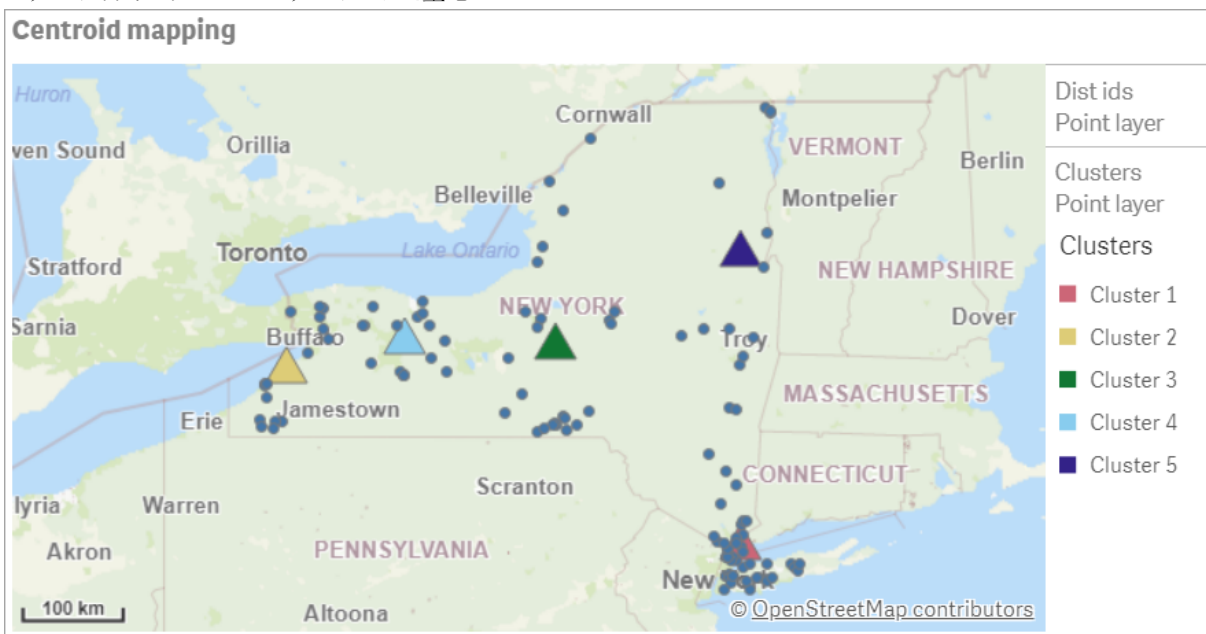 Centroid mapping
Huron
Cornwall
wen Sound
Orillia
VERMONT
Berlin
Belleville
Montpelier
Toronto
Lake Ontario
Stratford
NEW HAMPSHIRE
NEW YORK
Sarnia
Buffalo
Troy
Dover
MASSACHUSETTS
Jamestown
Erie
CONNECTICUT
Scranton
lyria
Warren
Akron
PENNSYLVANIA
New York
100 km
Altoona
© OpenStreetMap contributors
Dist ids
Point layer
Clusters
Point layer
Clusters
Cluster 1
Cluster 2
Cluster 3
Cluster 4
Cluster 5